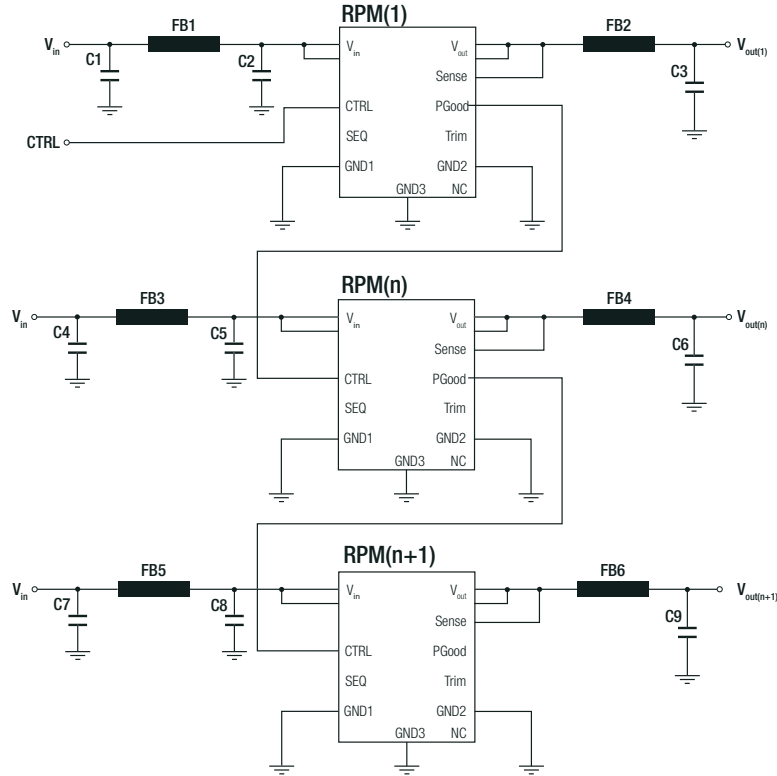 RPM(1)
FB1
FB2
Vin
C1
C2
Vin
Vout
Sense
C3
Vout(1)
CTRL
PGood
CTRL
SEQ
Trim
GND1
GND2
GND3
NC
RPM(n)
FB3
FB4
Vin
C4
C5
Vin
Vout
Sense
C6
Vout(n)
CTRL
PGood
SEQ
Trim
GND1
GND2
GND3
NC
RPM(n+1)
FB5
FB6
Vin
C7
C8
Vin
Vout
Sense
C9
Vout(n+1)
CTRL
PGood
SEQ
Trim
GND1
GND2
GND3
NC